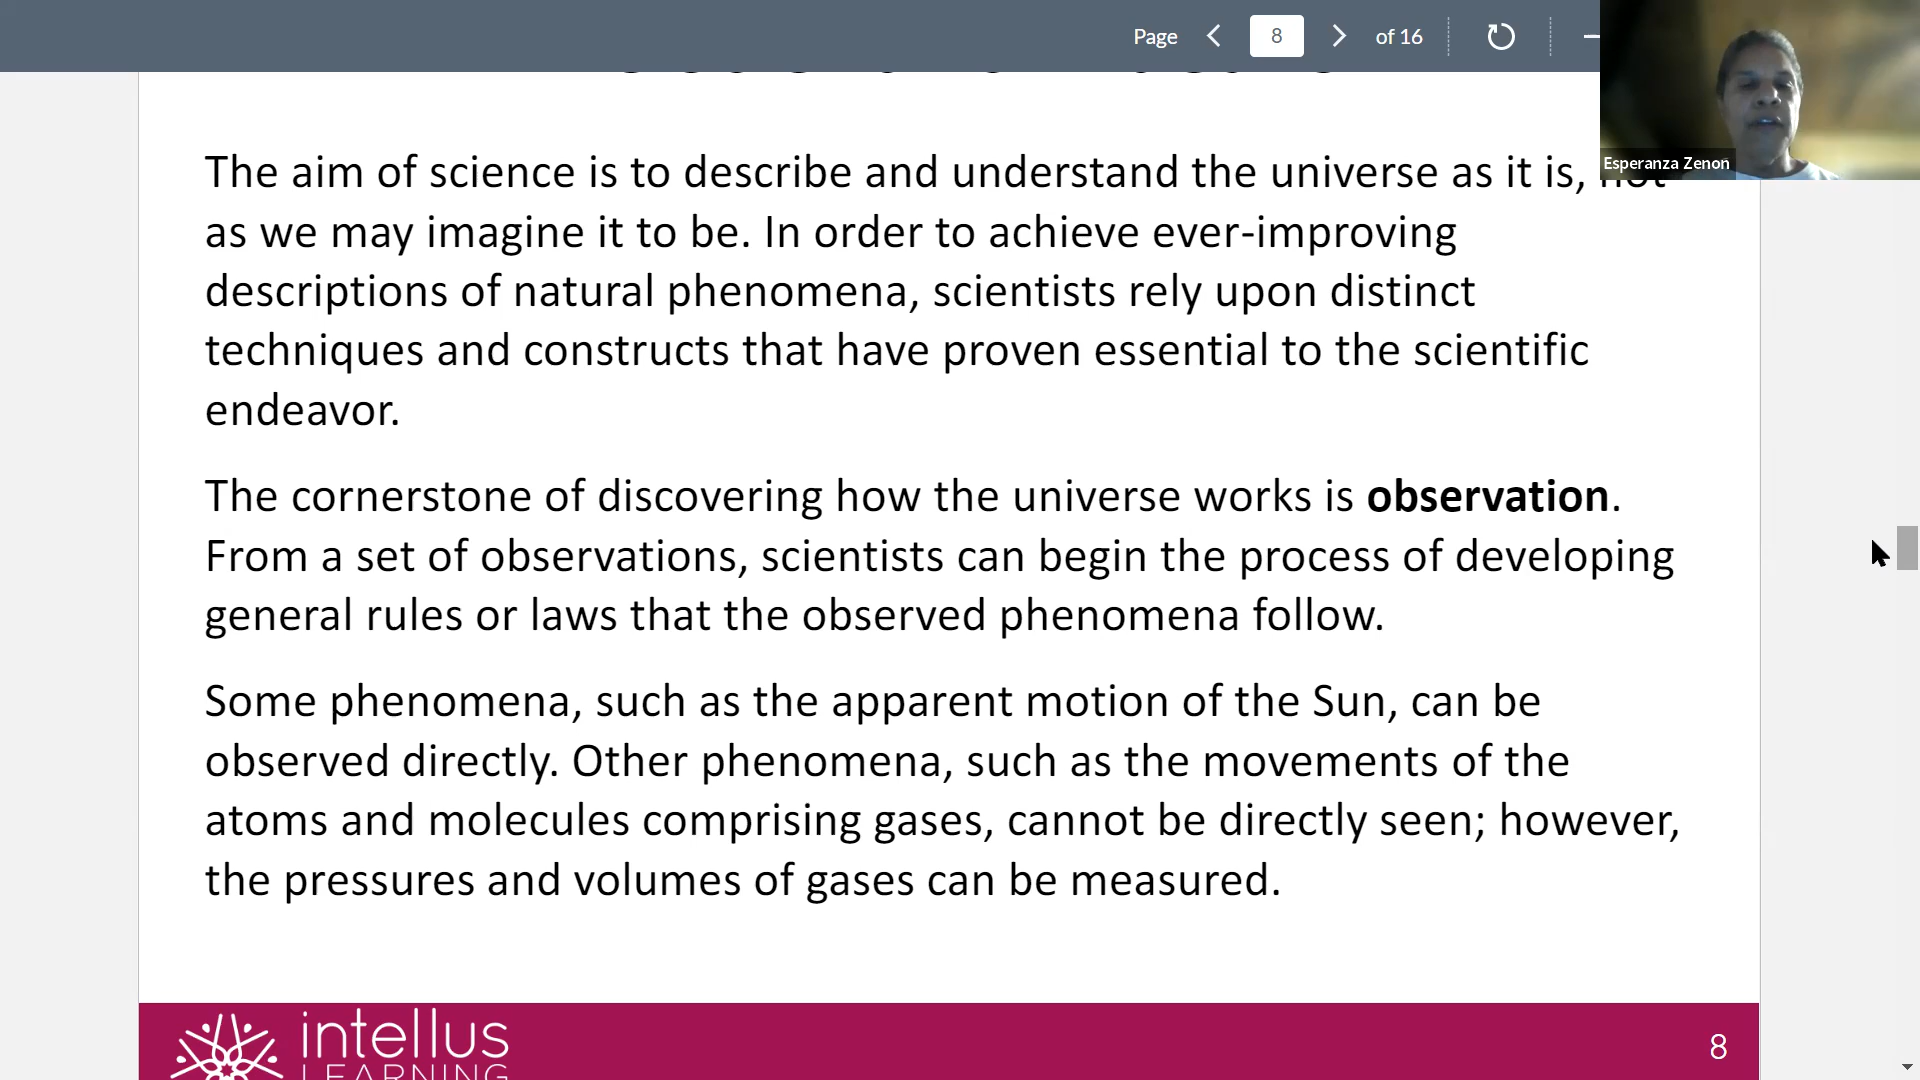 Page 8 of 16
Esperanza Zenon
The aim of science is to describe and understand the universe as it is,
as we may imagine it to be. In order to achieve ever-improving
descriptions of natural phenomena, scientists rely upon distinct
techniques and constructs that have proven essential to the scientific
endeavor.
The cornerstone of discovering how the universe works is observation.
From a set of observations, scientists can begin the process of developing
general rules or laws that the observed phenomena follow.
Some phenomena, such as the apparent motion of the Sun, can be
observed directly. Other phenomena, such as the movements of the
atoms and molecules comprising gases, cannot be directly seen; however,
the pressures and volumes of gases can be measured.
intellus
LEARNING
8